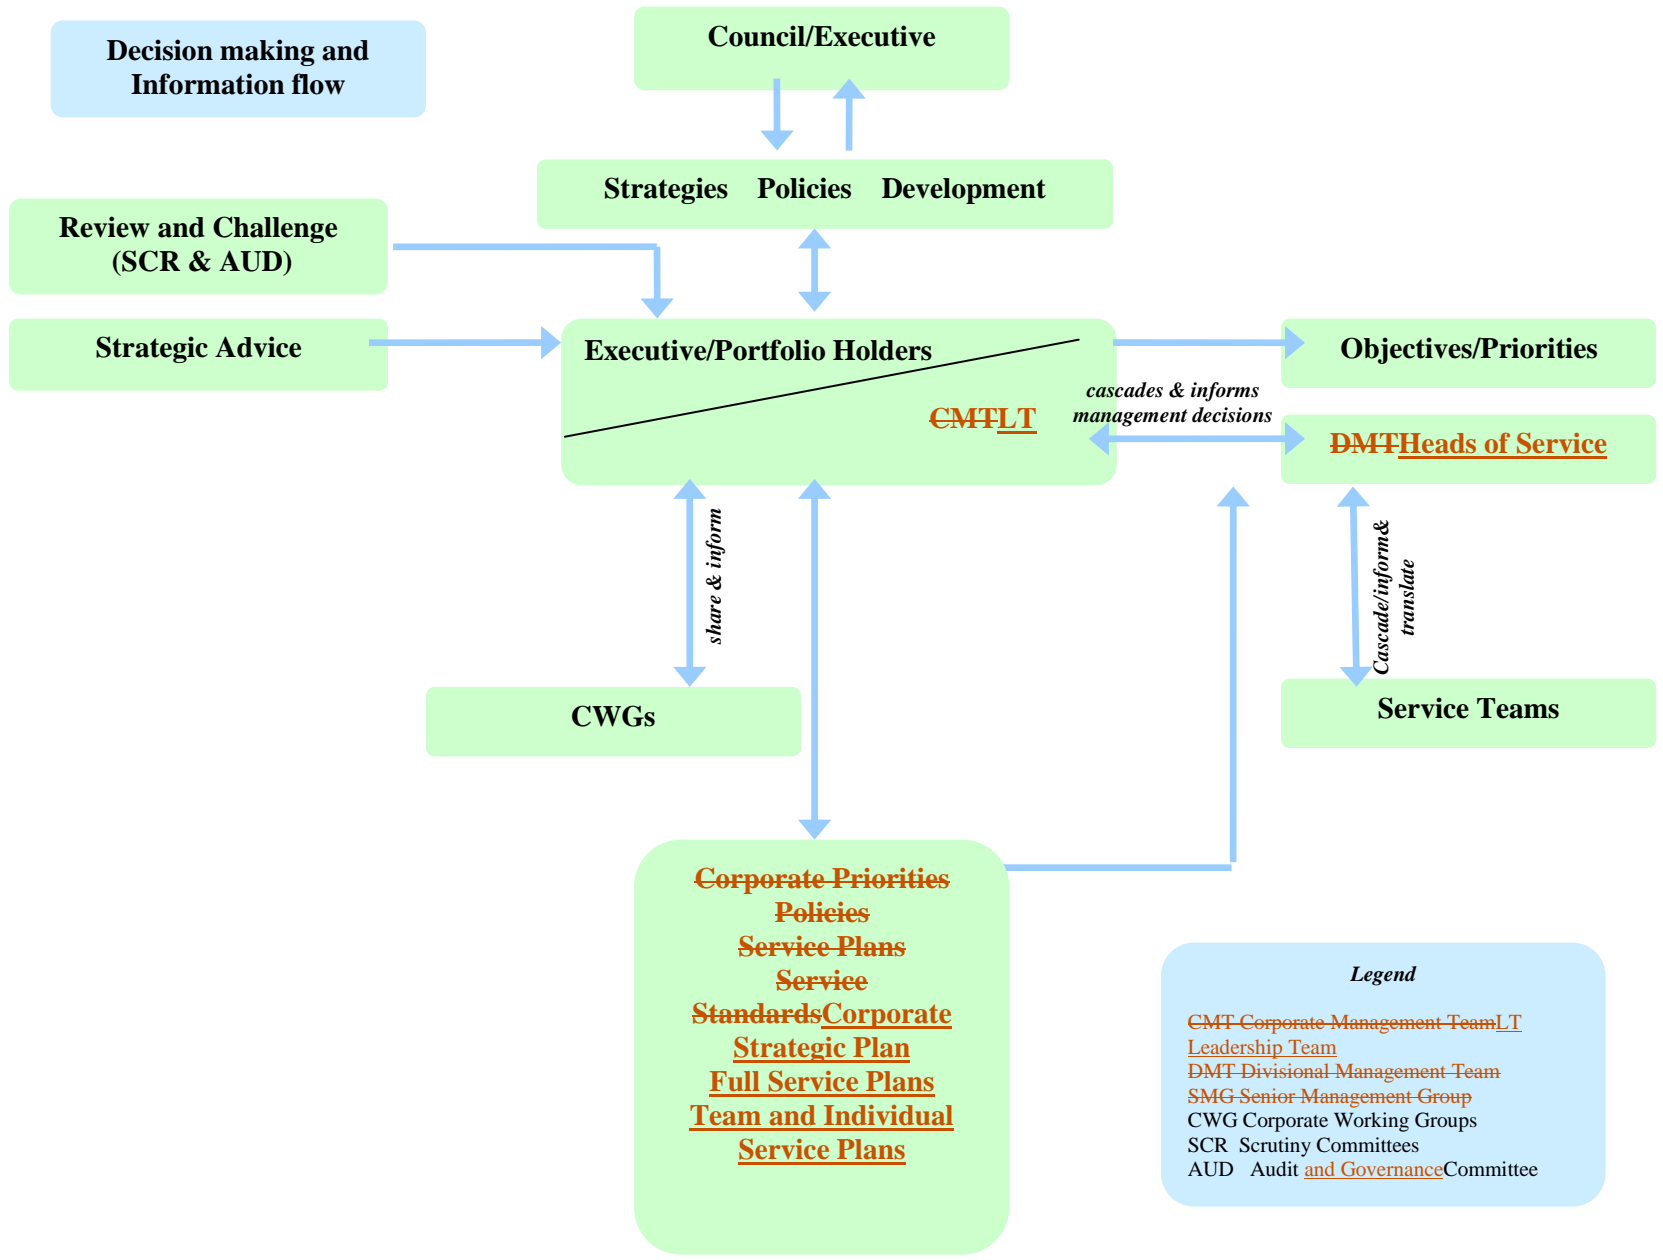 Decision making and
Information flow
Council/Executive
Strategies Policies Development
Review and Challenge
(SCR & AUD)
Strategic Advice
Executive/Portfolio Holders
CMTLT
Objectives/Priorities
cascades & informs
management decisions
DMTHeads of Service
share & inform
Cascade/inform&
translate
CWGs
Service Teams
Corporate Priorities
Policies
Service Plans
Service
StandardsCorporate
Strategic Plan
Full Service Plans
Team and Individual
Service Plans
Legend
CMT Corporate Management TeamLT
Leadership Team
DMT Divisional Management Team
SMG Senior Management Group
CWG Corporate Working Groups
SCR Scrutiny Committees
AUD Audit and GovernanceCommittee